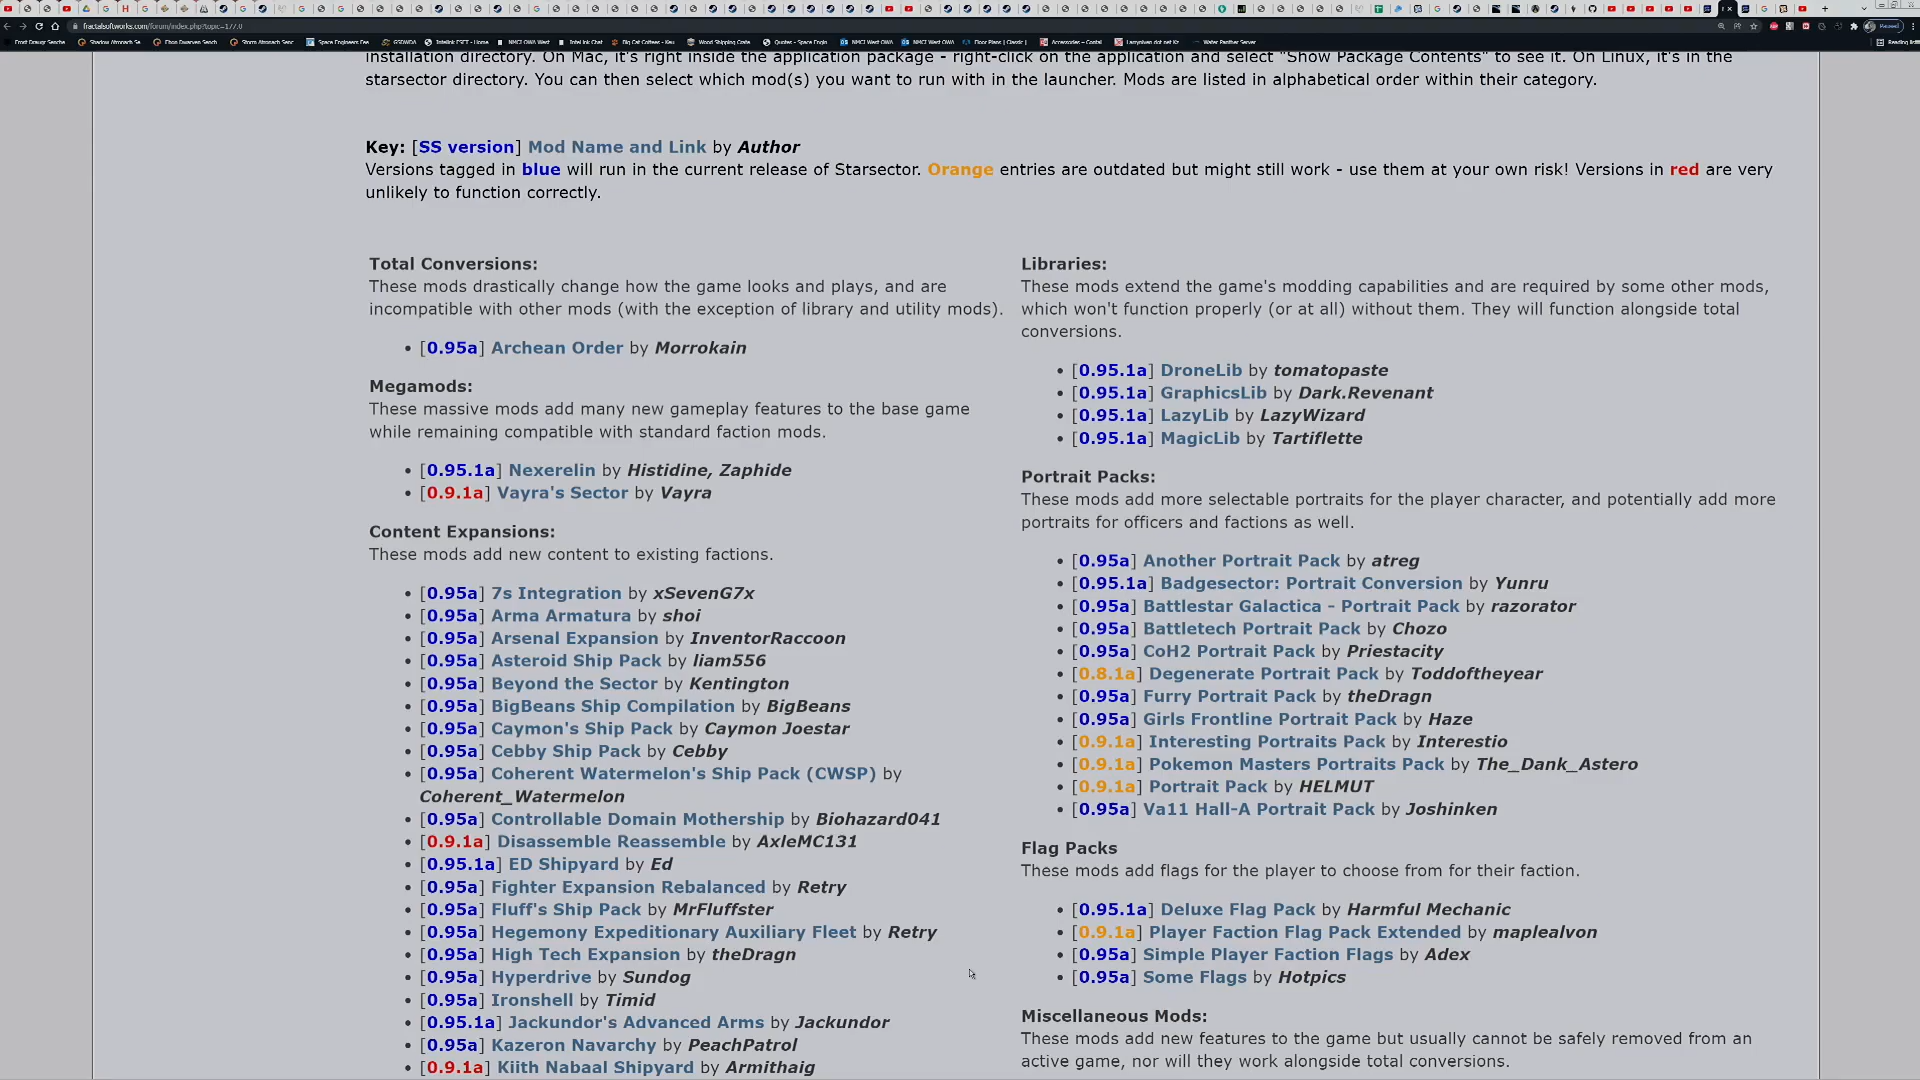 fractalsoftworks.com/forum/index.php?topic=177.0
installation directory. On Mac, it's right inside the application package - right-click on the application and select "Show Package Contents" to see it. On Linux, it's in the
starsector directory. You can then select which mod(s) you want to run with in the launcher. Mods are listed in alphabetical order within their category.
Key: [SS version] Mod Name and Link by Author
Versions tagged in blue will run in the current release of Starsector. Orange entries are outdated but might still work - use them at your own risk! Versions in red are very
unlikely to function correctly.
Total Conversions:
These mods drastically change how the game looks and plays, and are
incompatible with other mods (with the exception of library and utility mods).
• [0.95a] Archean Order by Morrokain
Megamods:
These massive mods add many new gameplay features to the base game
while remaining compatible with standard faction mods.
• [0.95.1a] Nexerelin by Histidine, Zaphide
• [0.9.1a] Vayra's Sector by Vayra
Content Expansions:
These mods add new content to existing factions.
• [0.95a] 7s Integration by xSevenG7x
• [0.95a] Arma Armatura by shoi
• [0.95a] Arsenal Expansion by InventorRaccoon
• [0.95a] Asteroid Ship Pack by liam556
• [0.95a] Beyond the Sector by Kentington
• [0.95a] BigBeans Ship Compilation by BigBeans
• [0.95a] Caymon's Ship Pack by Caymon Joestar
• [0.95a] Cebby Ship Pack by Cebby
• [0.95a] Coherent Watermelon's Ship Pack (CWSP) by
Coherent_Watermelon
• [0.95a] Controllable Domain Mothership by Biohazard041
• [0.9.1a] Disassemble Reassemble by AxleMC131
• [0.95.1a] ED Shipyard by Ed
• [0.95a] Fighter Expansion Rebalanced by Retry
• [0.95a] Fluff's Ship Pack by MrFluffster
• [0.95a] Hegemony Expeditionary Auxiliary Fleet by Retry
• [0.95a] High Tech Expansion by theDragn
• [0.95a] Hyperdrive by Sundog
• [0.95a] Ironshell by Timid
• [0.95.1a] Jackundor's Advanced Arms by Jackundor
• [0.95a] Kazeron Navarchy by PeachPatrol
• [0.9.1a] Kiith Nabaal Shipyard by Armithaig
Libraries:
These mods extend the game's modding capabilities and are required by some other mods,
which won't function properly (or at all) without them. They will function alongside total
conversions.
• [0.95.1a] DroneLib by tomatopaste
• [0.95.1a] GraphicsLib by Dark.Revenant
• [0.95.1a] LazyLib by LazyWizard
• [0.95.1a] MagicLib by Tartiflette
Portrait Packs:
These mods add more selectable portraits for the player character, and potentially add more
portraits for officers and factions as well.
• [0.95a] Another Portrait Pack by atreg
• [0.95.1a] Badgesector: Portrait Conversion by Yunru
• [0.95a] Battlestar Galactica - Portrait Pack by razorator
• [0.95a] Battletech Portrait Pack by Chozo
• [0.95a] CoH2 Portrait Pack by Priestacity
• [0.8.1a] Degenerate Portrait Pack by Toddoftheyear
• [0.95a] Furry Portrait Pack by theDragn
• [0.95a] Girls Frontline Portrait Pack by Haze
• [0.9.1a] Interesting Portraits Pack by Interestio
• [0.9.1a] Pokemon Masters Portraits Pack by The_Dank_Astero
• [0.9.1a] Portrait Pack by HELMUT
• [0.95a] Va11 Hall-A Portrait Pack by Joshinken
Flag Packs
These mods add flags for the player to choose from for their faction.
• [0.95.1a] Deluxe Flag Pack by Harmful Mechanic
• [0.9.1a] Player Faction Flag Pack Extended by maplealvon
• [0.95a] Simple Player Faction Flags by Adex
• [0.95a] Some Flags by Hotpics
Miscellaneous Mods:
These mods add new features to the game but usually cannot be safely removed from an
active game, nor will they work alongside total conversions.